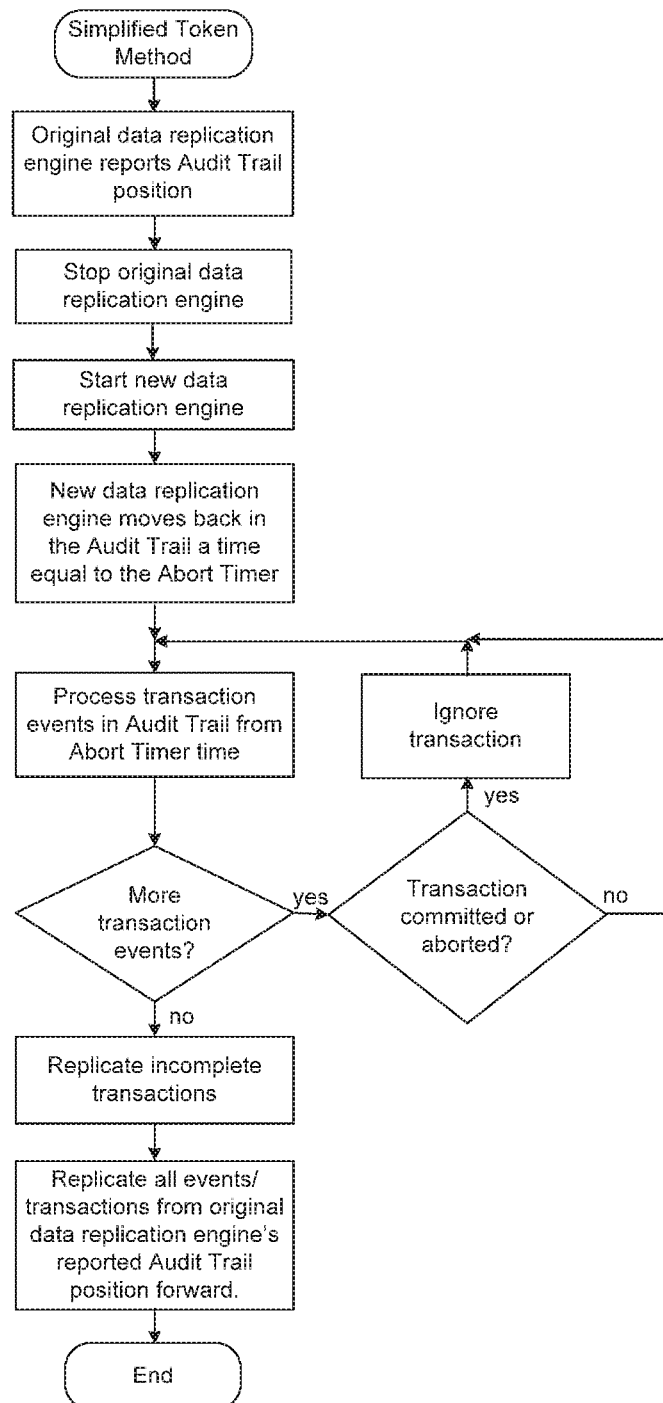 Simplified Token
Method
Original data replication
engine reports Audit Trail
position
Stop original data
replication engine
Start new data
replication engine
New data replication
engine moves back in
the Audit Trail a time
equal to the Abort Timer
Process transaction
events in Audit Trail from
Abort Timer time
Ignore
transaction
yes
More
transaction
events?
yes
Transaction
committed or
aborted?
no
no
Replicate incomplete
transactions
Replicate all events/
transactions from original
data replication engine's
reported Audit Trail
position forward.
End